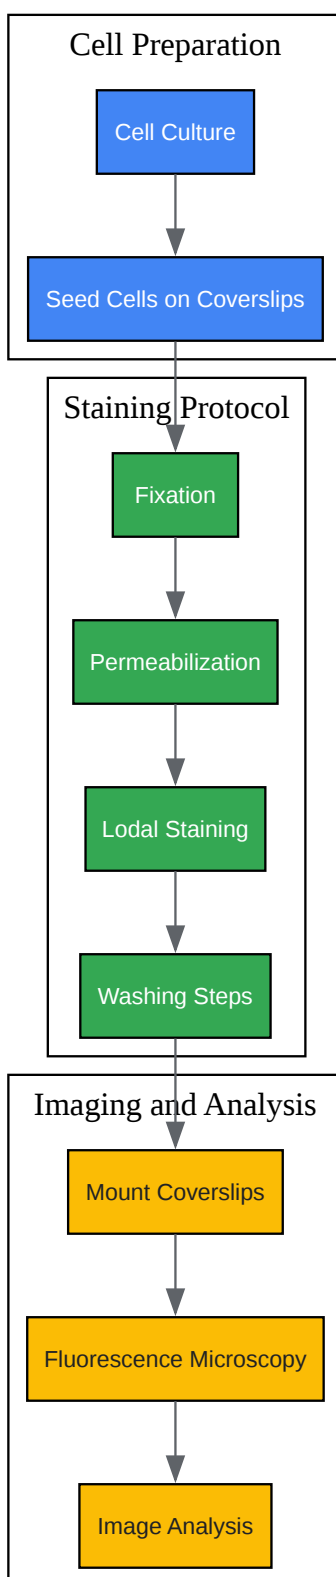 Cell Preparation
Cell Culture
Seed Cells on Coverslips
Staining Protocol
Fixation
Permeabilization
Lodal Staining
Washing Steps
Imaging and Analysis
Mount Coverslips
Fluorescence Microscopy
Image Analysis